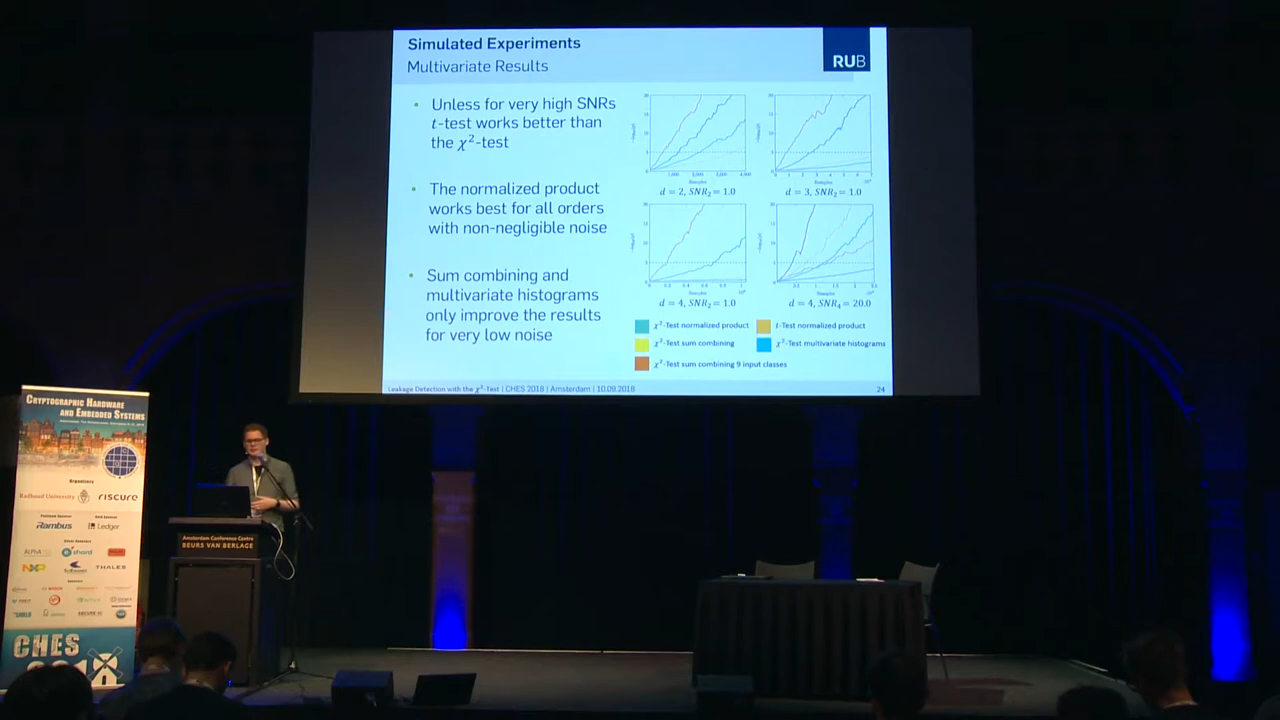 Simulated Experiments
Multivariate Results
RUB
• Unless for very high SNRs
t-test works better than
the χ²-test
• The normalized product
works best for all orders
with non-negligible noise
• Sum combining and
multivariate histograms
only improve the results
for very low noise
d = 2, SNR₂ = 1.0
d = 3, SNR₂ = 1.0
d = 4, SNR₂ = 1.0
d = 4, SNR₄ = 20.0
χ²-Test normalized product
t-Test normalized product
χ²-Test sum combining
χ²-Test multivariate histograms
χ²-Test sum combining 9 input classes
Leakage Detection with the χ²-Test | CHES 2018 | Amsterdam | 10.09.2018
24
CRYPTOGRAPHIC HARDWARE
AND EMBEDDED SYSTEMS
Organizers
Radboud University
riscure
Rambus
Ledger
ALPhA
eshard
NXP
THALES
CHES
Amsterdam Conference Centre
BEURS VAN BERLAGE